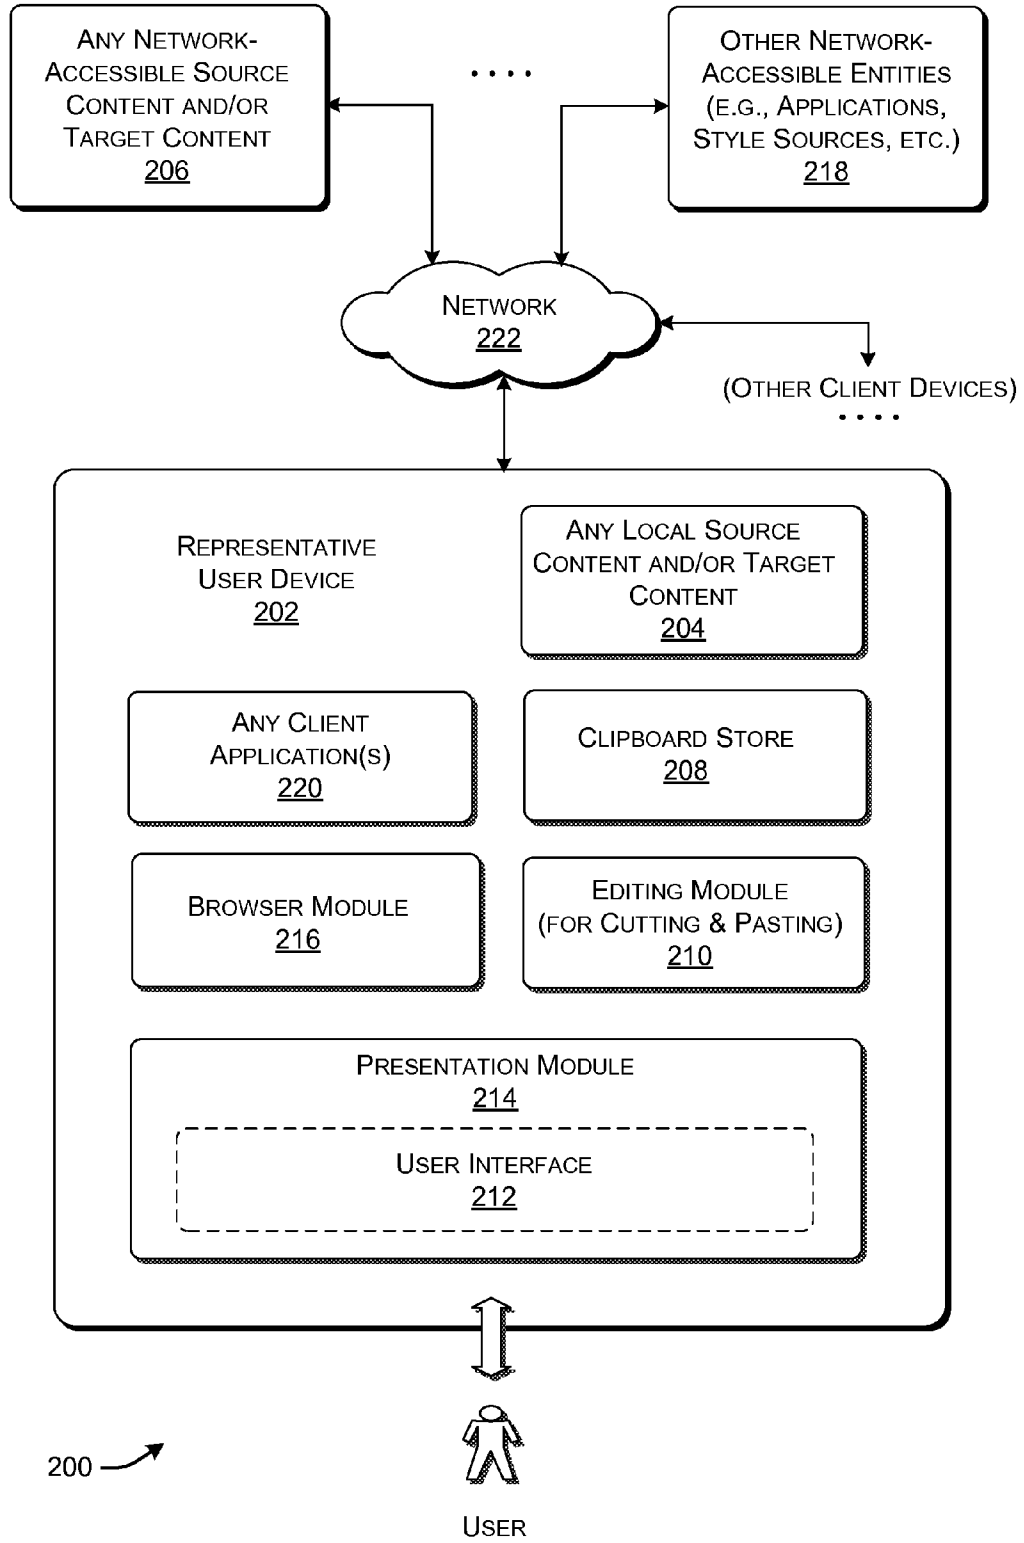 ANY NETWORK-
ACCESSIBLE SOURCE
CONTENT AND/OR
TARGET CONTENT
206
OTHER NETWORK-
ACCESSIBLE ENTITIES
(E.G., APPLICATIONS,
STYLE SOURCES, ETC.)
218
NETWORK
222
(OTHER CLIENT DEVICES)
REPRESENTATIVE
USER DEVICE
202
ANY LOCAL SOURCE
CONTENT AND/OR TARGET
CONTENT
204
ANY CLIENT
APPLICATION(S)
220
CLIPBOARD STORE
208
BROWSER MODULE
216
EDITING MODULE
(FOR CUTTING & PASTING)
210
PRESENTATION MODULE
214
USER INTERFACE
212
200
USER